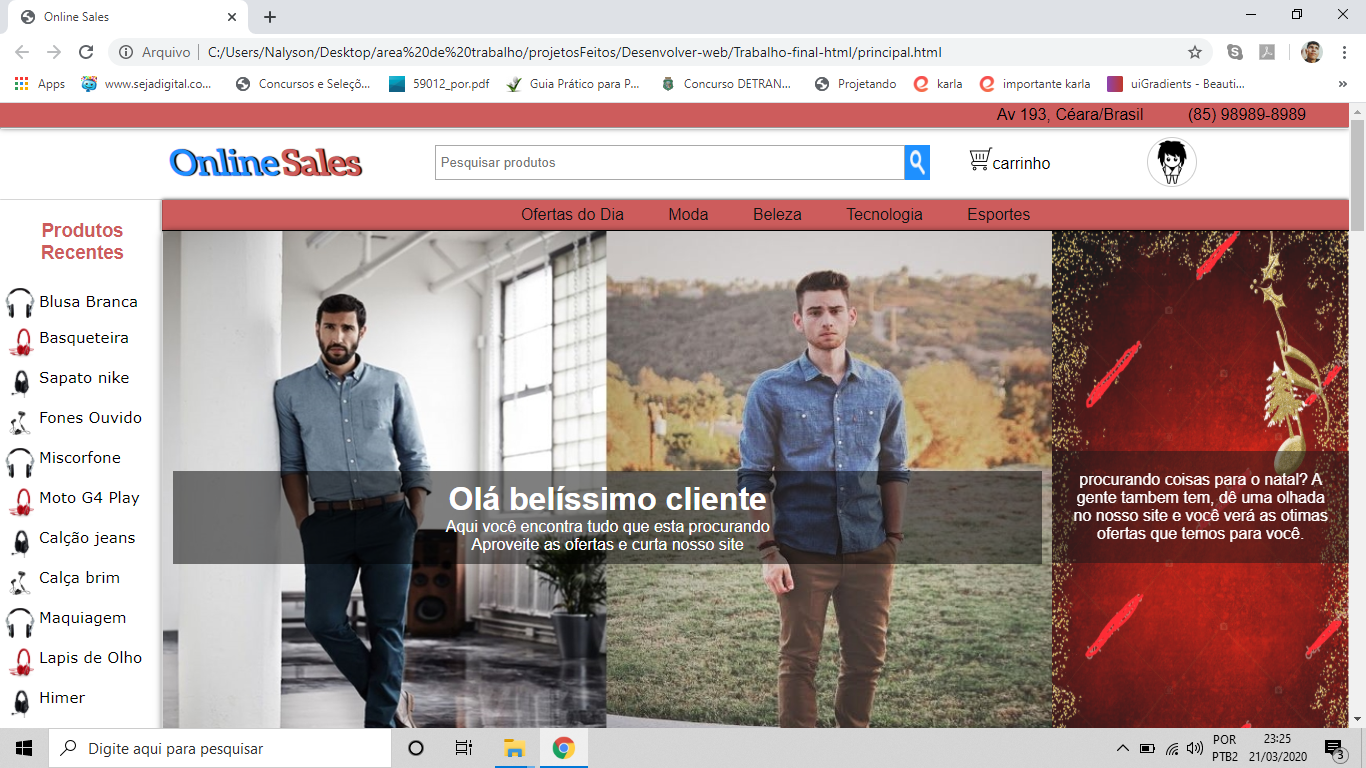 Online Sales
Arquivo | C:/Users/Nalyson/Desktop/area%20de%20trabalho/projetosFeitos/Desenvolver-web/Trabalho-final-html/principal.html
Apps www.sejadigital.co... Concursos e Seleçõ... 59012_por.pdf Guia Prático para P... Concurso DETRAN... Projetando karla importante karla uiGradients - Beauti... »
Av 193, Céara/Brasil (85) 98989-8989
OnlineSales
Pesquisar produtos
carrinho
Ofertas do Dia Moda Beleza Tecnologia Esportes
Produtos
Recentes
Blusa Branca
Basqueteira
Sapato nike
Fones Ouvido
Miscorfone
Moto G4 Play
Calção jeans
Calça brim
Maquiagem
Lapis de Olho
Himer
Olá belíssimo cliente
Aqui você encontra tudo que esta procurando
Aproveite as ofertas e curta nosso site
procurando coisas para o natal? A
gente tambem tem, dê uma olhada
no nosso site e você verá as otimas
ofertas que temos para você.
Digite aqui para pesquisar
POR
PTB2
23:25
21/03/2020
3